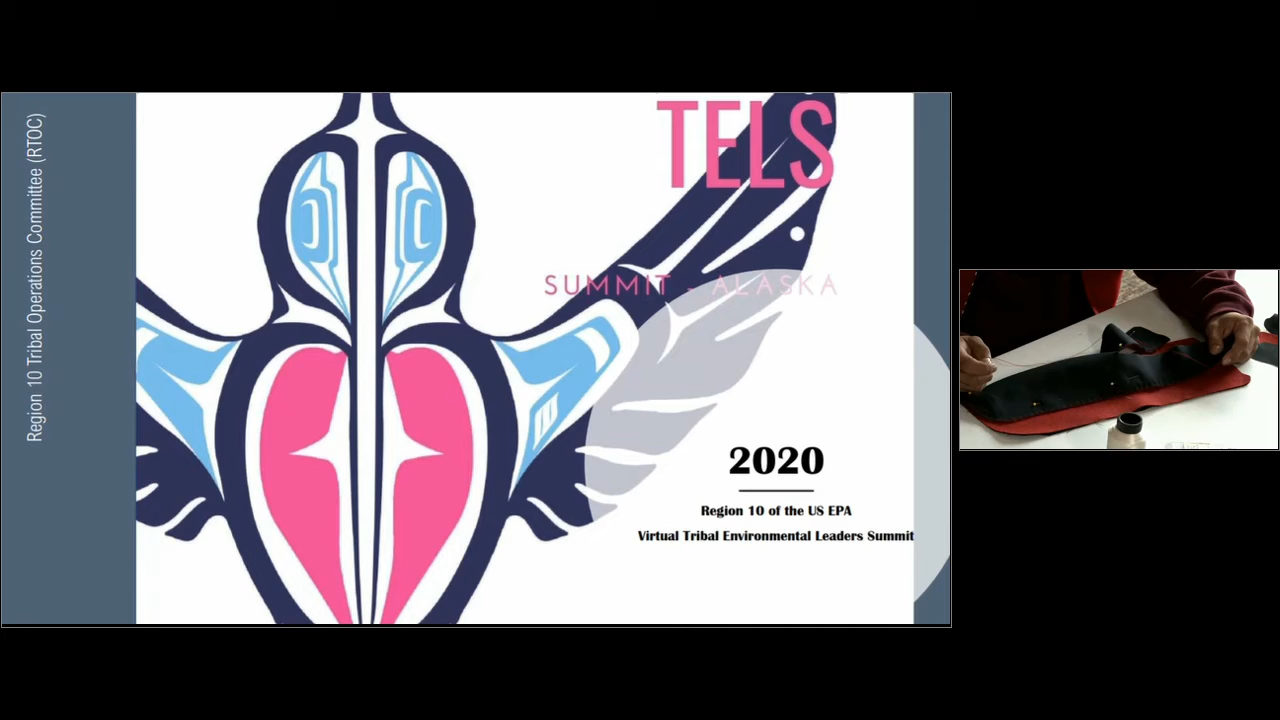 Region 10 Tribal Operations Committee (RTOC)
TELS
SUMMIT - ALASKA
2020
Region 10 of the US EPA
Virtual Tribal Environmental Leaders Summit